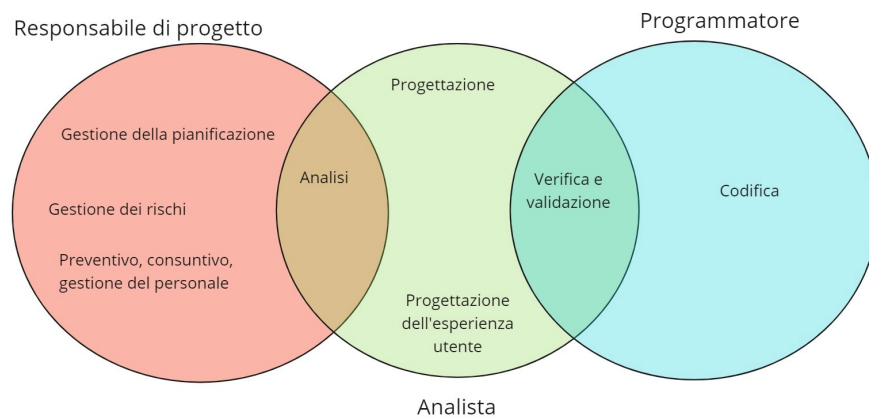 Responsabile di progetto
Programmatore
Progettazione
Gestione della pianificazione
Analisi
Verifica e
validazione
Codifica
Gestione dei rischi
Preventivo, consuntivo,
gestione del personale
Progettazione
dell'esperienza
utente
Analista